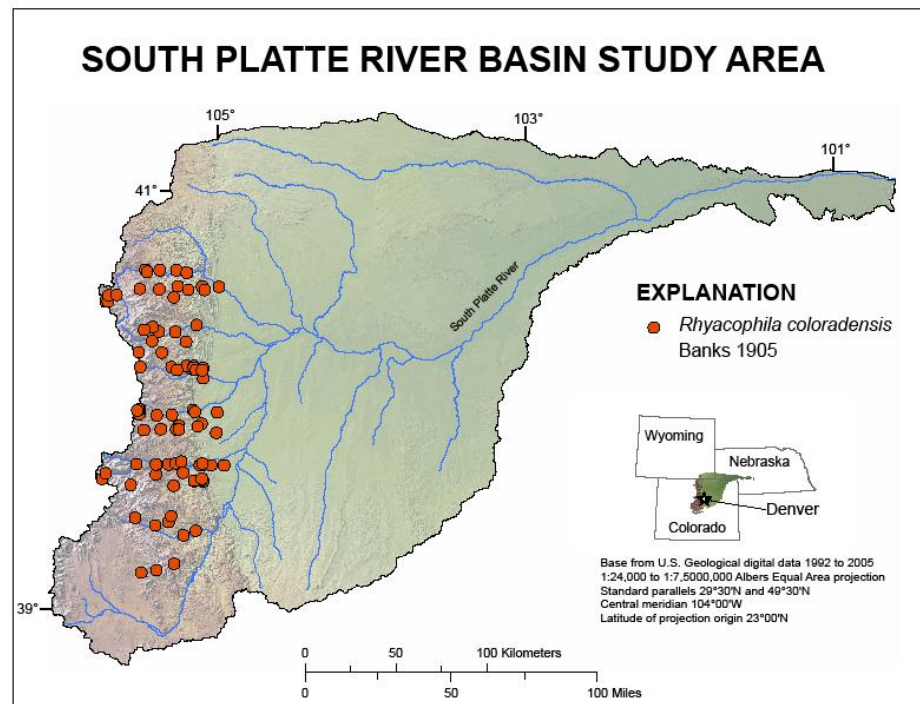 SOUTH PLATTE RIVER BASIN STUDY AREA
105°
103°
101°
41°
South Platte River
EXPLANATION
Rhyacophila coloradensis
Banks 1905
Wyoming
Nebraska
Denver
Colorado
Base from U.S. Geological digital data 1992 to 2005
1:24,000 to 1:7,5000,000 Albers Equal Area projection
Standard parallels 29°30'N and 49°30'N
Central meridian 104°00'W
Latitude of projection origin 23°00'N
39°
0 50 100 Kilometers
0 50 100 Miles